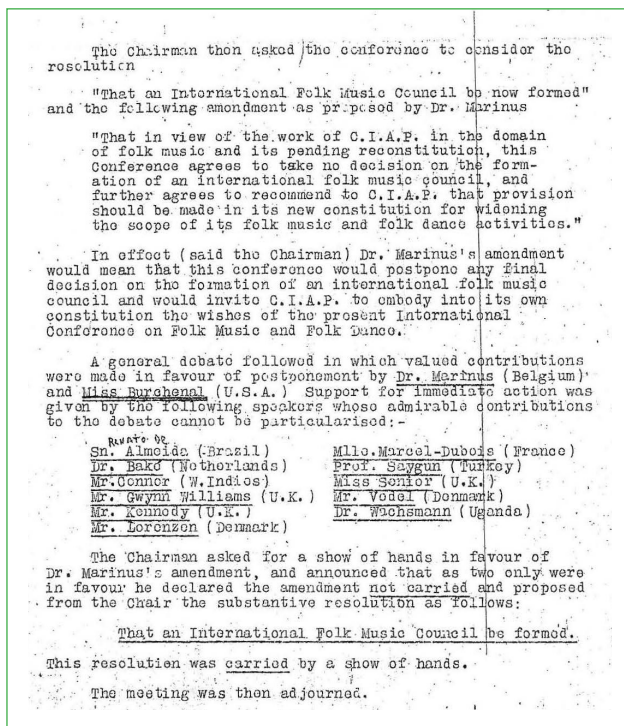 The Chairman then asked the conference to consider the
resolution
"That an International Folk Music Council be now formed"
and the following amendment as proposed by Dr. Marinus
"That in view of the work of C.I.A.P. in the domain
of folk music and its pending reconstitution, this
Conference agrees to take no decision on the form-
ation of an international folk music council, and
further agrees to recommend to C.I.A.P. that provision
should be made in its new constitution for widening
the scope of its folk music and folk dance activities."
In effect (said the Chairman) Dr. Marinus's amendment
would mean that this conference would postpone any final
decision on the formation of an international folk music
council and would invite C.I.A.P. to embody into its own
constitution the wishes of the present International
Conference on Folk Music and Folk Dance.
A general debate followed in which valued contributions
were made in favour of postponement by Dr. Marinus (Belgium)
and Miss Burchenal (U.S.A.) Support for immediate action was
given by the following speakers whose admirable contributions
to the debate cannot be particularised:-
RENATO DE
Sn. Almeida (Brazil) Mlle. Marcel-Dubois (France)
Dr. Bake (Netherlands) Prof. Saygun (Turkey)
Mr. Connor (W.Indies) Miss Senior (U.K.)
Mr. Gwynn Williams (U.K.) Mr. Vodel (Denmark)
Mr. Kennedy (U.K.) Dr. Wachsmann (Uganda)
Mr. Lorenzen (Denmark)
The Chairman asked for a show of hands in favour of
Dr. Marinus's amendment, and announced that as two only were
in favour he declared the amendment not carried and proposed
from the Chair the substantive resolution as follows:
That an International Folk Music Council be formed.
This resolution was carried by a show of hands.
The meeting was then adjourned.